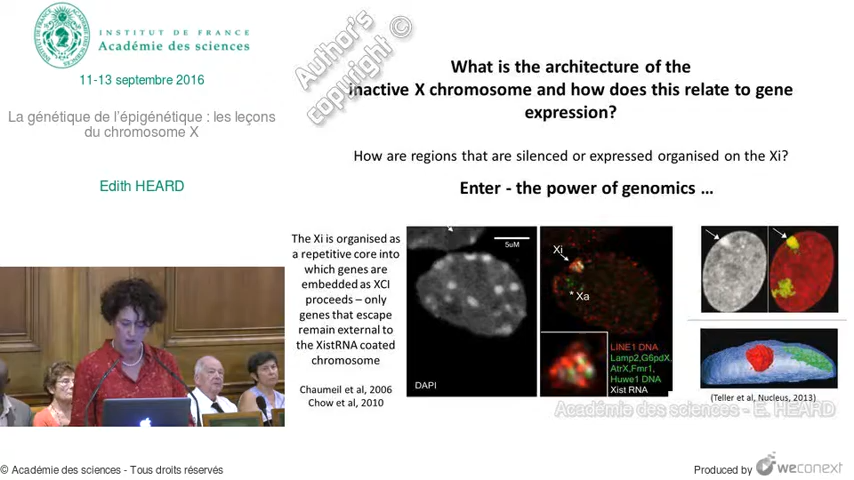 INSTITUT DE FRANCE
Académie des sciences
11-13 septembre 2016
La génétique de l'épigénétique : les leçons
du chromosome X
Edith HEARD
Author's
copyright ©
What is the architecture of the
inactive X chromosome and how does this relate to gene
expression?
How are regions that are silenced or expressed organised on the Xi?
Enter - the power of genomics ...
The Xi is organised as
a repetitive core into
which genes are
embedded as XCI
proceeds – only
genes that escape
remain external to
the XistRNA coated
chromosome
Chaumeil et al, 2006
Chow et al, 2010
5uM
DAPI
Xi
* Xa
LINE1 DNA
Lamp2,G6pdX,
AtrX,Fmr1,
Huwe1 DNA
Xist RNA
(Teller et al, Nucleus, 2013)
Académie des sciences - E. HEARD
© Académie des sciences - Tous droits réservés
Produced by weconext